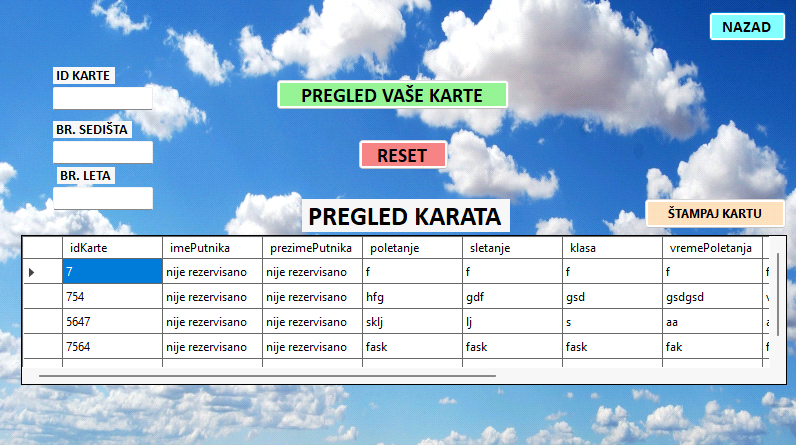 NAZAD
ID KARTE
PREGLED VAŠE KARTE
BR. SEDIŠTA
RESET
BR. LETA
PREGLED KARATA
ŠTAMPAJ KARTU
idKarte imePutnika prezimePutnika poletanje sletanje klasa vremePoletanja
7 nije rezervisano nije rezervisano f f f f
754 nije rezervisano nije rezervisano hfg gdf gsd gsdgsd
5647 nije rezervisano nije rezervisano sklj lj s aa
7564 nije rezervisano nije rezervisano fask fask fask fak